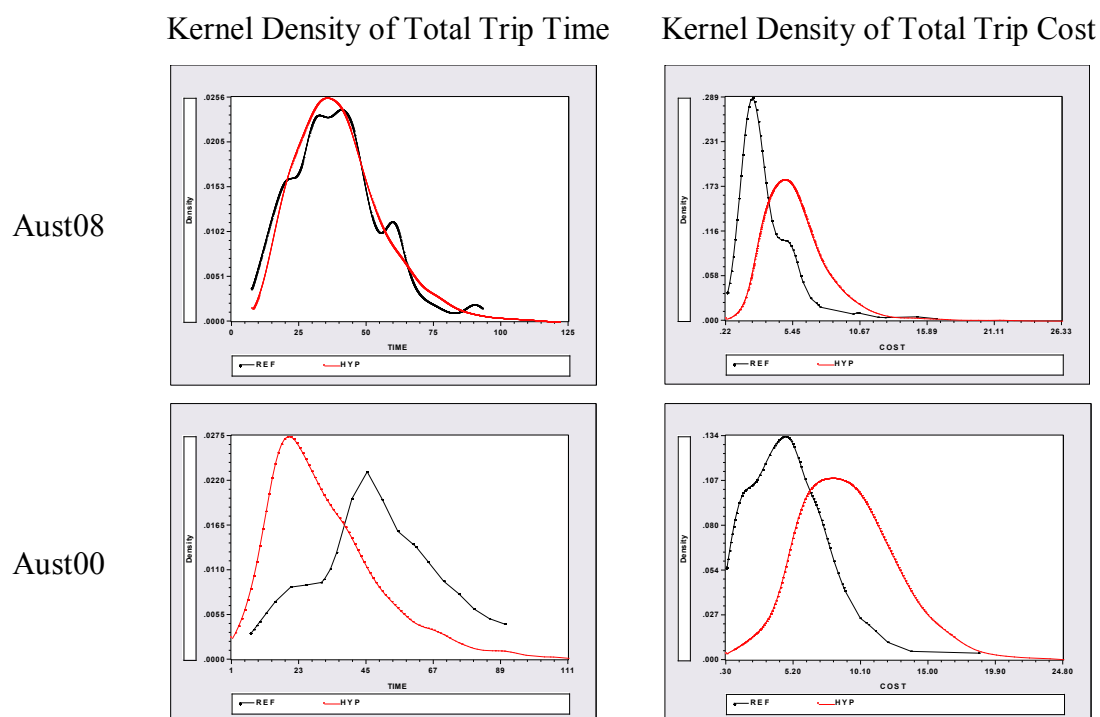 Kernel Density of Total Trip Time
Kernel Density of Total Trip Cost
Aust08
.0256
.0205
.0153
.0102
.0051
.0000
Density
0 25 50 75 100 125
TIME
REF HYP
.289
.231
.173
.116
.058
.000
Density
.22 5.45 10.67 15.89 21.11 26.33
COST
REF HYP
Aust00
.0275
.0220
.0165
.0110
.0055
.0000
Density
1 23 45 67 89 111
TIME
REF HYP
.134
.107
.080
.054
.027
.000
Density
.30 5.20 10.10 15.00 19.90 24.80
COST
REF HYP